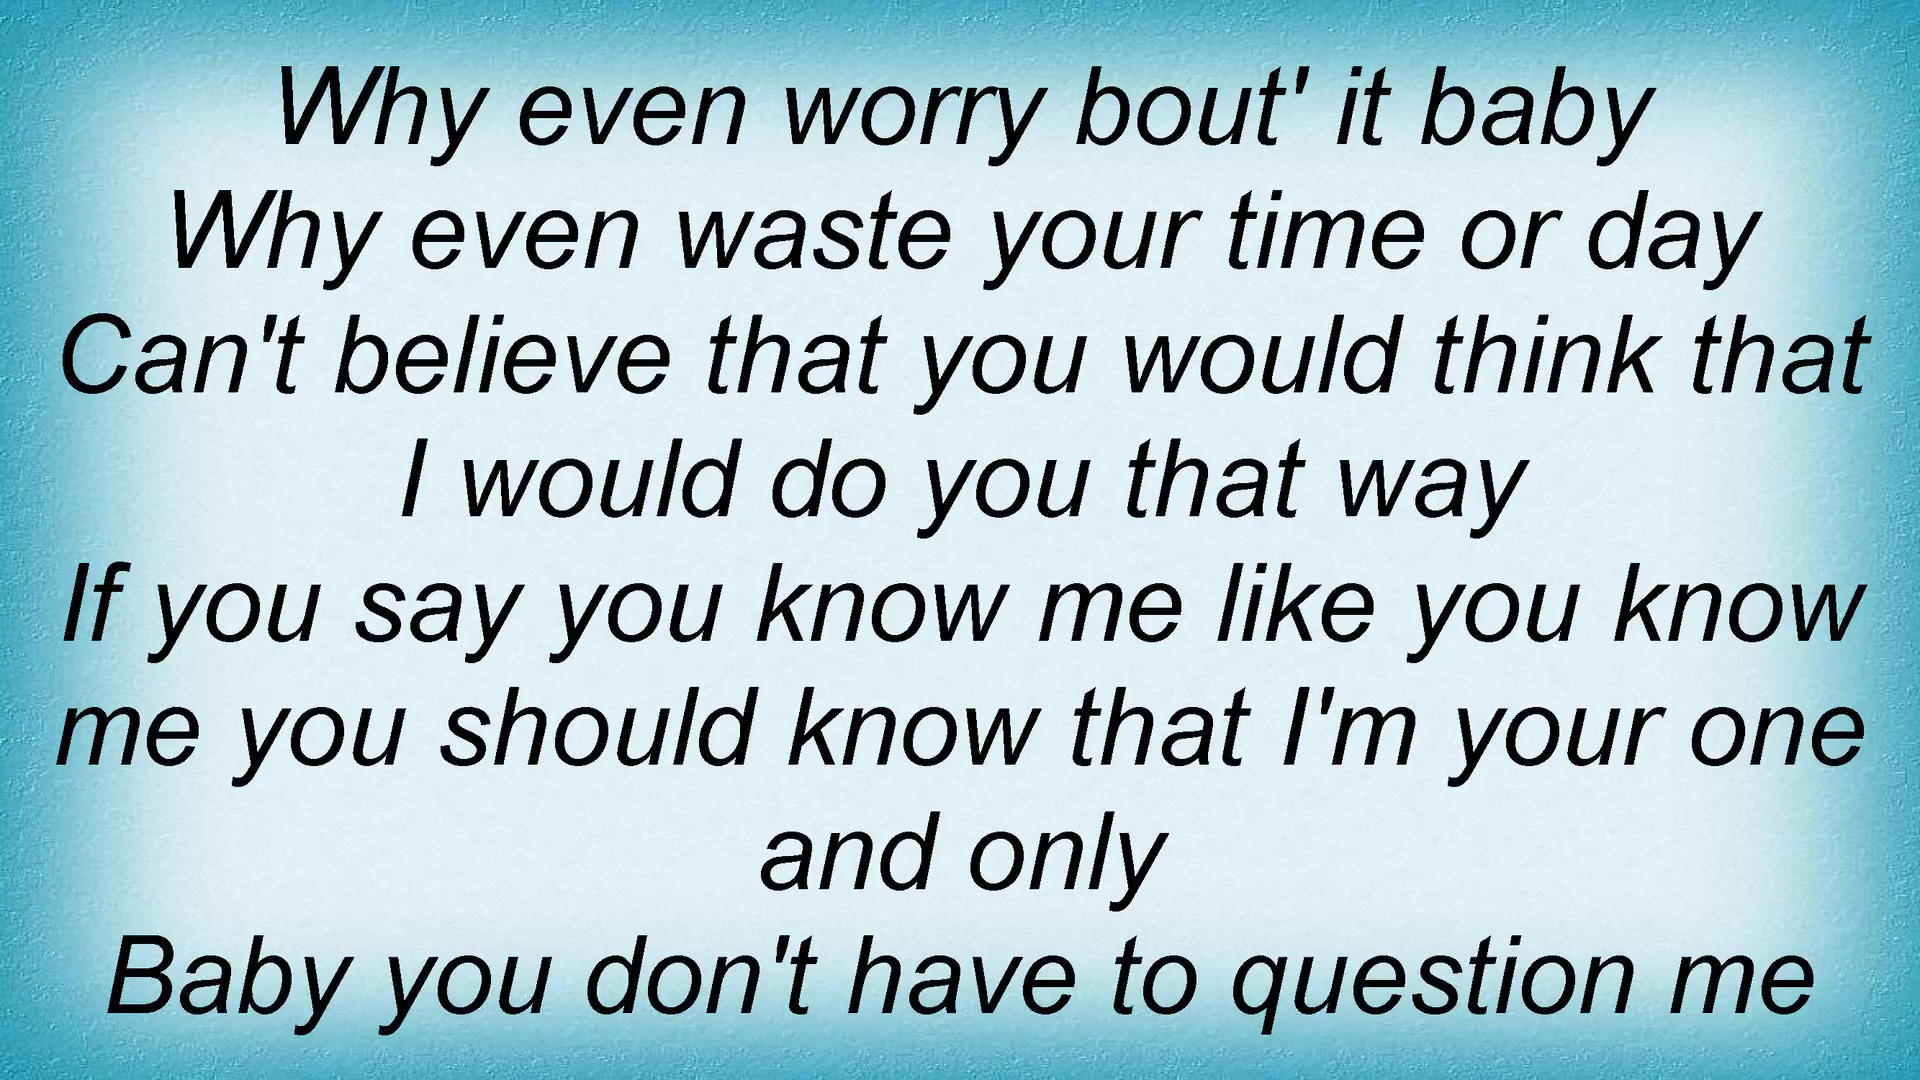 Why even worry bout' it baby
Why even waste your time or day
Can't believe that you would think that
I would do you that way
If you say you know me like you know
me you should know that I'm your one
and only
Baby you don't have to question me